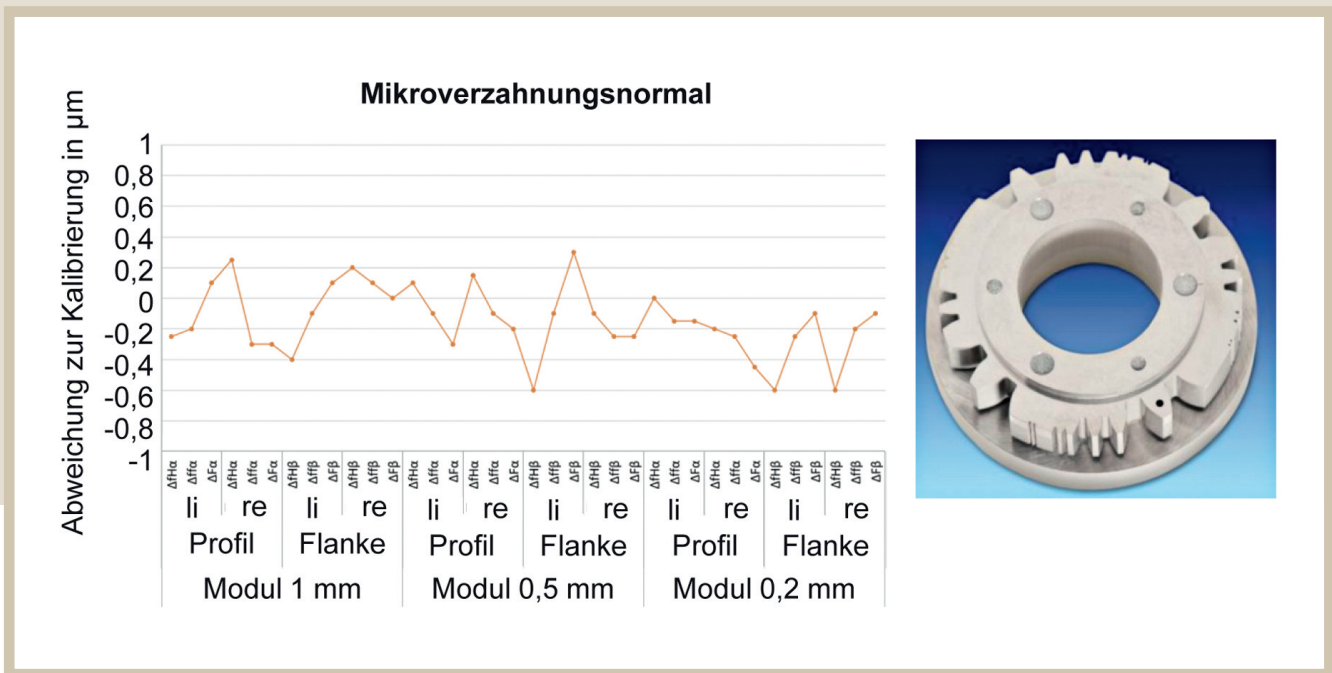 Mikroverzahnungsnormal
Abweichung zur Kalibrierung in µm
1
0,8
0,6
0,4
0,2
0
-0,2
-0,4
-0,6
-0,8
-1
ΔfHα Δffα ΔFα ΔfHα Δffα ΔFα ΔfHβ Δffβ ΔFβ ΔfHβ Δffβ ΔFβ ΔfHα Δffα ΔFα ΔfHα Δffα ΔFα ΔfHβ Δffβ ΔFβ ΔfHβ Δffβ ΔFβ ΔfHα Δffα ΔFα ΔfHα Δffα ΔFα ΔfHβ Δffβ ΔFβ ΔfHβ Δffβ ΔFβ
li re li re li re li re li re li re
Profil Flanke Profil Flanke Profil Flanke
Modul 1 mm Modul 0,5 mm Modul 0,2 mm